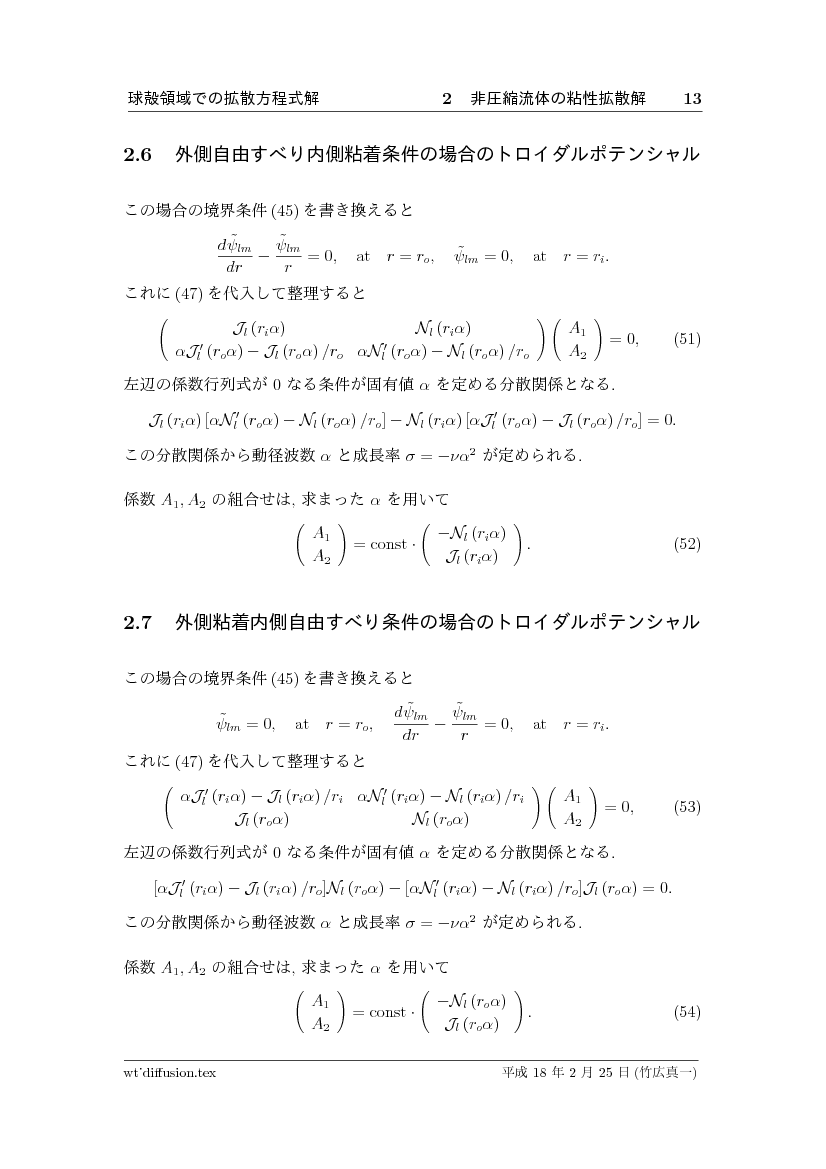 球殻領域での拡散方程式解 2 非圧縮流体の粘性拡散解 13
2.6 外側自由すべり内側粘着条件の場合のトロイダルポテンシャル
この場合の境界条件 (45) を書き換えると
$\frac{d\tilde{\psi}_{lm}}{dr} - \frac{\tilde{\psi}_{lm}}{r} = 0, \quad \text{at} \quad r = r_o, \quad \tilde{\psi}_{lm} = 0, \quad \text{at} \quad r = r_i.$
これに (47) を代入して整理すると
$\begin{pmatrix} \mathcal{J}_l(r_i\alpha) & \mathcal{N}_l(r_i\alpha) \\ \alpha\mathcal{J}_l'(r_o\alpha) - \mathcal{J}_l(r_o\alpha)/r_o & \alpha\mathcal{N}_l'(r_o\alpha) - \mathcal{N}_l(r_o\alpha)/r_o \end{pmatrix} \begin{pmatrix} A_1 \\ A_2 \end{pmatrix} = 0, \quad (51)$
左辺の係数行列式が 0 なる条件が固有値 α を定める分散関係となる.
$\mathcal{J}_l(r_i\alpha)[\alpha\mathcal{N}_l'(r_o\alpha) - \mathcal{N}_l(r_o\alpha)/r_o] - \mathcal{N}_l(r_i\alpha)[\alpha\mathcal{J}_l'(r_o\alpha) - \mathcal{J}_l(r_o\alpha)/r_o] = 0.$
この分散関係から動径波数 α と成長率 $\sigma = -\nu\alpha^2$ が定められる.
係数 $A_1, A_2$ の組合せは, 求まった α を用いて
$\begin{pmatrix} A_1 \\ A_2 \end{pmatrix} = \text{const} \cdot \begin{pmatrix} -\mathcal{N}_l(r_i\alpha) \\ \mathcal{J}_l(r_i\alpha) \end{pmatrix}. \quad (52)$
2.7 外側粘着内側自由すべり条件の場合のトロイダルポテンシャル
この場合の境界条件 (45) を書き換えると
$\tilde{\psi}_{lm} = 0, \quad \text{at} \quad r = r_o, \quad \frac{d\tilde{\psi}_{lm}}{dr} - \frac{\tilde{\psi}_{lm}}{r} = 0, \quad \text{at} \quad r = r_i.$
これに (47) を代入して整理すると
$\begin{pmatrix} \alpha\mathcal{J}_l'(r_i\alpha) - \mathcal{J}_l(r_i\alpha)/r_i & \alpha\mathcal{N}_l'(r_i\alpha) - \mathcal{N}_l(r_i\alpha)/r_i \\ \mathcal{J}_l(r_o\alpha) & \mathcal{N}_l(r_o\alpha) \end{pmatrix} \begin{pmatrix} A_1 \\ A_2 \end{pmatrix} = 0, \quad (53)$
左辺の係数行列式が 0 なる条件が固有値 α を定める分散関係となる.
$[\alpha\mathcal{J}_l'(r_i\alpha) - \mathcal{J}_l(r_i\alpha)/r_o]\mathcal{N}_l(r_o\alpha) - [\alpha\mathcal{N}_l'(r_i\alpha) - \mathcal{N}_l(r_i\alpha)/r_o]\mathcal{J}_l(r_o\alpha) = 0.$
この分散関係から動径波数 α と成長率 $\sigma = -\nu\alpha^2$ が定められる.
係数 $A_1, A_2$ の組合せは, 求まった α を用いて
$\begin{pmatrix} A_1 \\ A_2 \end{pmatrix} = \text{const} \cdot \begin{pmatrix} -\mathcal{N}_l(r_o\alpha) \\ \mathcal{J}_l(r_o\alpha) \end{pmatrix}. \quad (54)$
wt˙diffusion.tex 平成 18 年 2 月 25 日 (竹広真一)